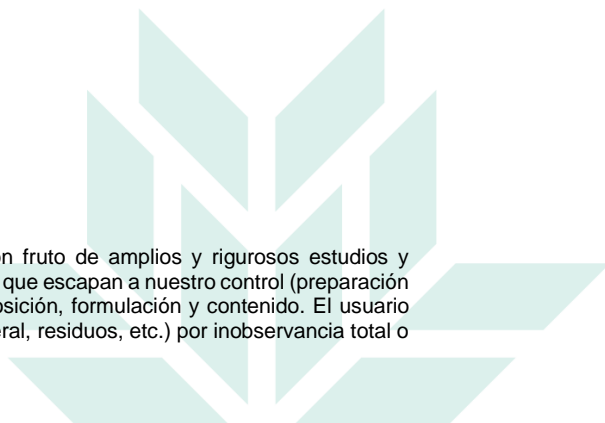 n fruto de amplios y rigurosos estudios y
que escapan a nuestro control (preparación
osición, formulación y contenido. El usuario
eral, residuos, etc.) por inobservancia total o